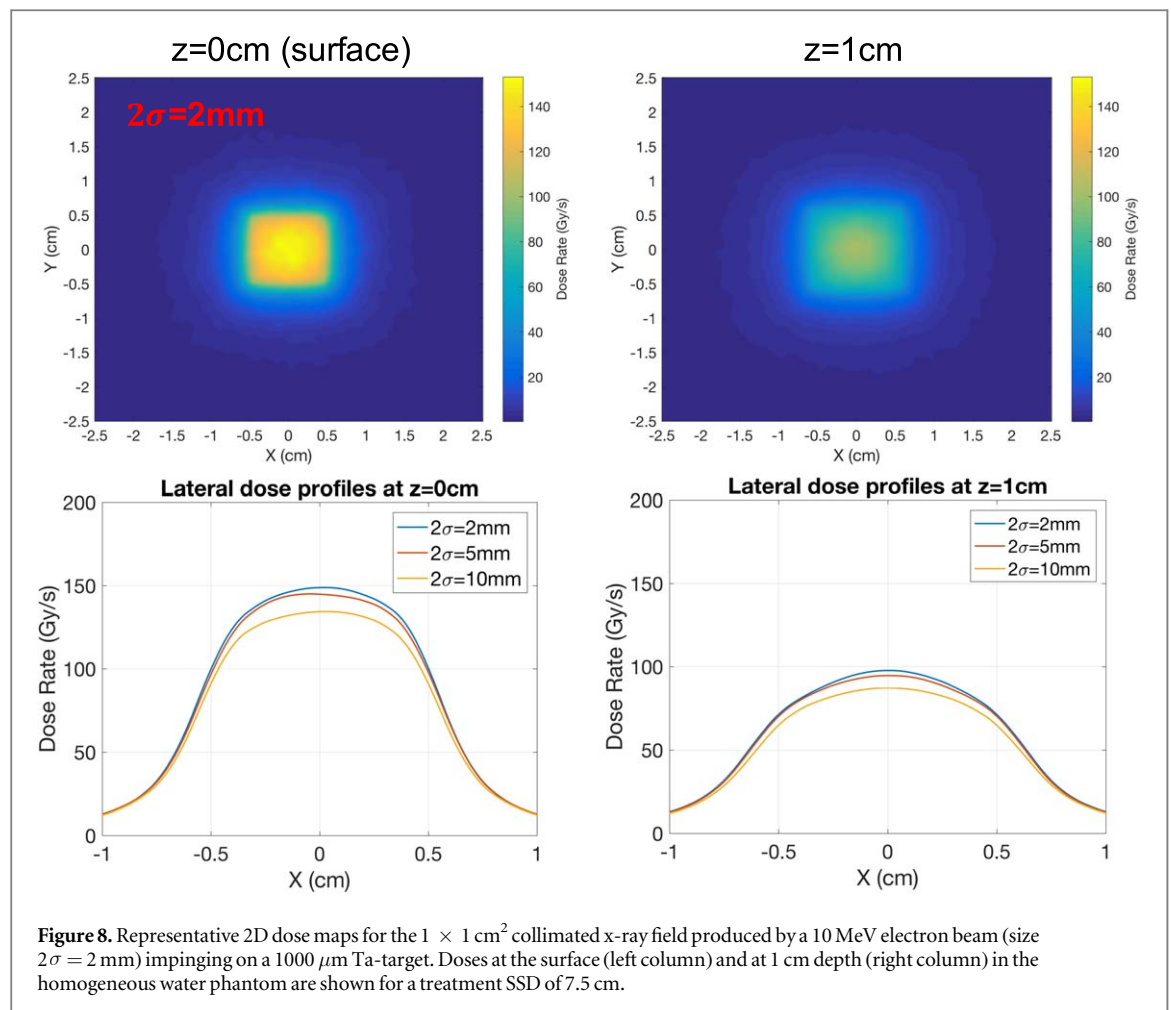 z=0cm (surface)
z=1cm
2σ=2mm
2.5
2
1.5
1
0.5
0
-0.5
-1
-1.5
-2
-2.5
Y (cm)
-2.5 -2 -1.5 -1 -0.5 0 0.5 1 1.5 2 2.5
X (cm)
140
120
100
80
60
40
20
Dose Rate (Gy/s)
2.5
2
1.5
1
0.5
0
-0.5
-1
-1.5
-2
-2.5
Y (cm)
-2.5 -2 -1.5 -1 -0.5 0 0.5 1 1.5 2 2.5
X (cm)
140
120
100
80
60
40
20
Dose Rate (Gy/s)
Lateral dose profiles at z=0cm
200
150
100
50
0
Dose Rate (Gy/s)
2σ=2mm
2σ=5mm
2σ=10mm
-1 -0.5 0 0.5 1
X (cm)
Lateral dose profiles at z=1cm
200
150
100
50
0
Dose Rate (Gy/s)
2σ=2mm
2σ=5mm
2σ=10mm
-1 -0.5 0 0.5 1
X (cm)
Figure 8. Representative 2D dose maps for the 1 × 1 cm² collimated x-ray field produced by a 10 MeV electron beam (size
2σ = 2 mm) impinging on a 1000 μm Ta-target. Doses at the surface (left column) and at 1 cm depth (right column) in the
homogeneous water phantom are shown for a treatment SSD of 7.5 cm.